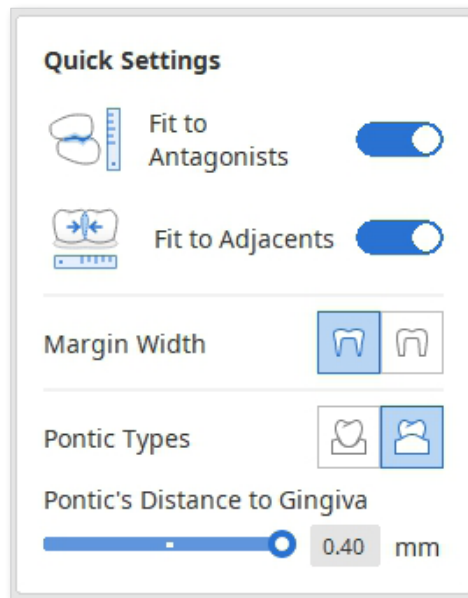 Quick Settings
Fit to
Antagonists
Fit to Adjacents
Margin Width
Pontic Types
Pontic's Distance to Gingiva
0.40 mm